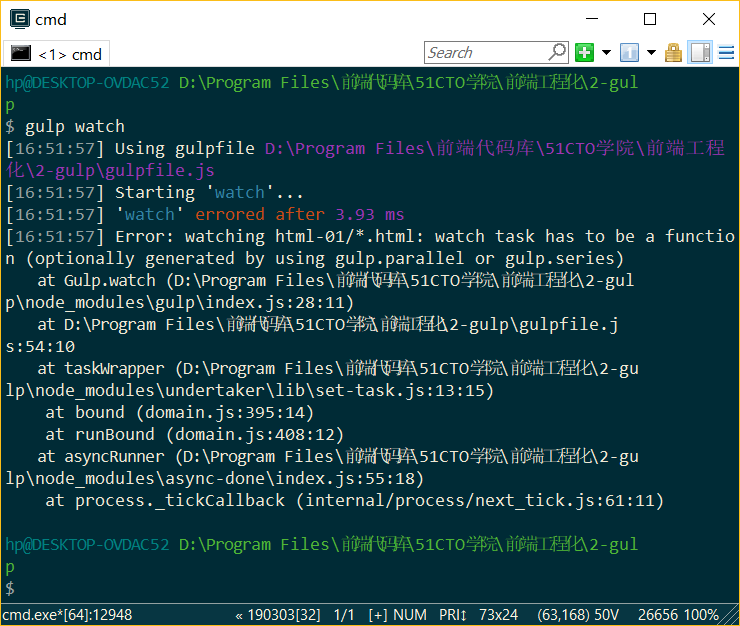 cmd
<1> cmd
Search
hp@DESKTOP-OVDAC52 D:\Program Files\前端代码库\51CTO学院\前端工程化\2-gul
p
$ gulp watch
[16:51:57] Using gulpfile D:\Program Files\前端代码库\51CTO学院\前端工程
化\2-gulp\gulpfile.js
[16:51:57] Starting 'watch'...
[16:51:57] 'watch' errored after 3.93 ms
[16:51:57] Error: watching html-01/*.html: watch task has to be a functio
n (optionally generated by using gulp.parallel or gulp.series)
at Gulp.watch (D:\Program Files\前端代码库\51CTO学院\前端工程化\2-gul
p\node_modules\gulp\index.js:28:11)
at D:\Program Files\前端代码库\51CTO学院\前端工程化\2-gulp\gulpfile.j
s:54:10
at taskWrapper (D:\Program Files\前端代码库\51CTO学院\前端工程化\2-gu
lp\node_modules\undertaker\lib\set-task.js:13:15)
at bound (domain.js:395:14)
at runBound (domain.js:408:12)
at asyncRunner (D:\Program Files\前端代码库\51CTO学院\前端工程化\2-gu
lp\node_modules\async-done\index.js:55:18)
at process._tickCallback (internal/process/next_tick.js:61:11)
hp@DESKTOP-OVDAC52 D:\Program Files\前端代码库\51CTO学院\前端工程化\2-gul
p
$
cmd.exe*[64]:12948 « 190303[32] 1/1 [+] NUM PRI↕ 73x24 (63,168) 50V 26656 100%